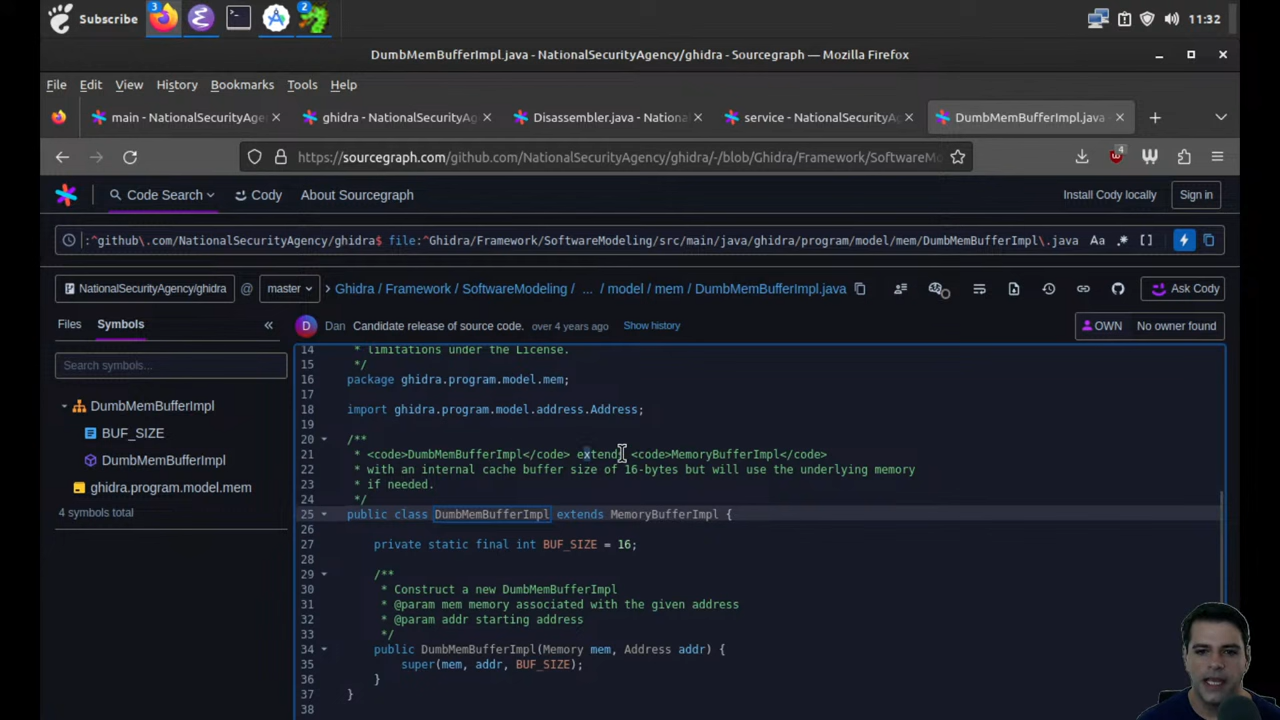 Subscribe
3
2
11:32
DumbMemBufferImpl.java - NationalSecurityAgency/ghidra - Sourcegraph — Mozilla Firefox
File Edit View History Bookmarks Tools Help
main - NationalSecurityAge
ghidra - NationalSecurityAg
Disassembler.java - Nationa
service - NationalSecurityAg
DumbMemBufferImpl.java
https://sourcegraph.com/github.com/NationalSecurityAgency/ghidra/-/blob/Ghidra/Framework/SoftwareMo
4
Code Search
Cody
About Sourcegraph
Install Cody locally
Sign in
:^github\.com/NationalSecurityAgency/ghidra$ file:^Ghidra/Framework/SoftwareModeling/src/main/java/ghidra/program/model/mem/DumbMemBufferImpl\.java
Aa .* [ ]
NationalSecurityAgency/ghidra @ master
Ghidra / Framework / SoftwareModeling / ... / model / mem / DumbMemBufferImpl.java
Ask Cody
Files Symbols «
D Dan Candidate release of source code. over 4 years ago Show history
OWN No owner found
Search symbols...
DumbMemBufferImpl
BUF_SIZE
DumbMemBufferImpl
ghidra.program.model.mem
4 symbols total
14 * limitations under the License.
15 */
16 package ghidra.program.model.mem;
17
18 import ghidra.program.model.address.Address;
19
20 /**
21 * <code>DumbMemBufferImpl</code> extends <code>MemoryBufferImpl</code>
22 * with an internal cache buffer size of 16-bytes but will use the underlying memory
23 * if needed.
24 */
25 public class DumbMemBufferImpl extends MemoryBufferImpl {
26
27 private static final int BUF_SIZE = 16;
28
29 /**
30 * Construct a new DumbMemBufferImpl
31 * @param mem memory associated with the given address
32 * @param addr starting address
33 */
34 public DumbMemBufferImpl(Memory mem, Address addr) {
35 super(mem, addr, BUF_SIZE);
36 }
37 }
38